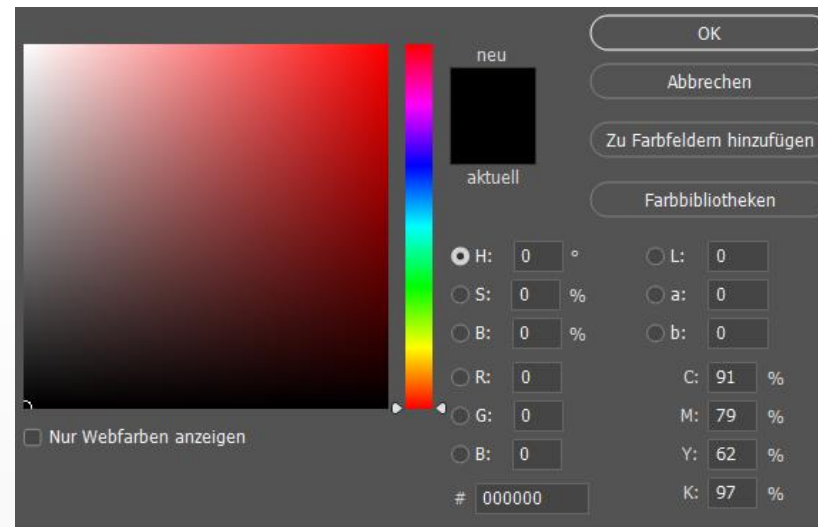 OK
neu
Abbrechen
Zu Farbfeldern hinzufügen
aktuell
Farbbibliotheken
H: 0 ° L: 0
S: 0 % a: 0
B: 0 % b: 0
R: 0 C: 91 %
G: 0 M: 79 %
Nur Webfarben anzeigen
B: 0 Y: 62 %
# 000000 K: 97 %